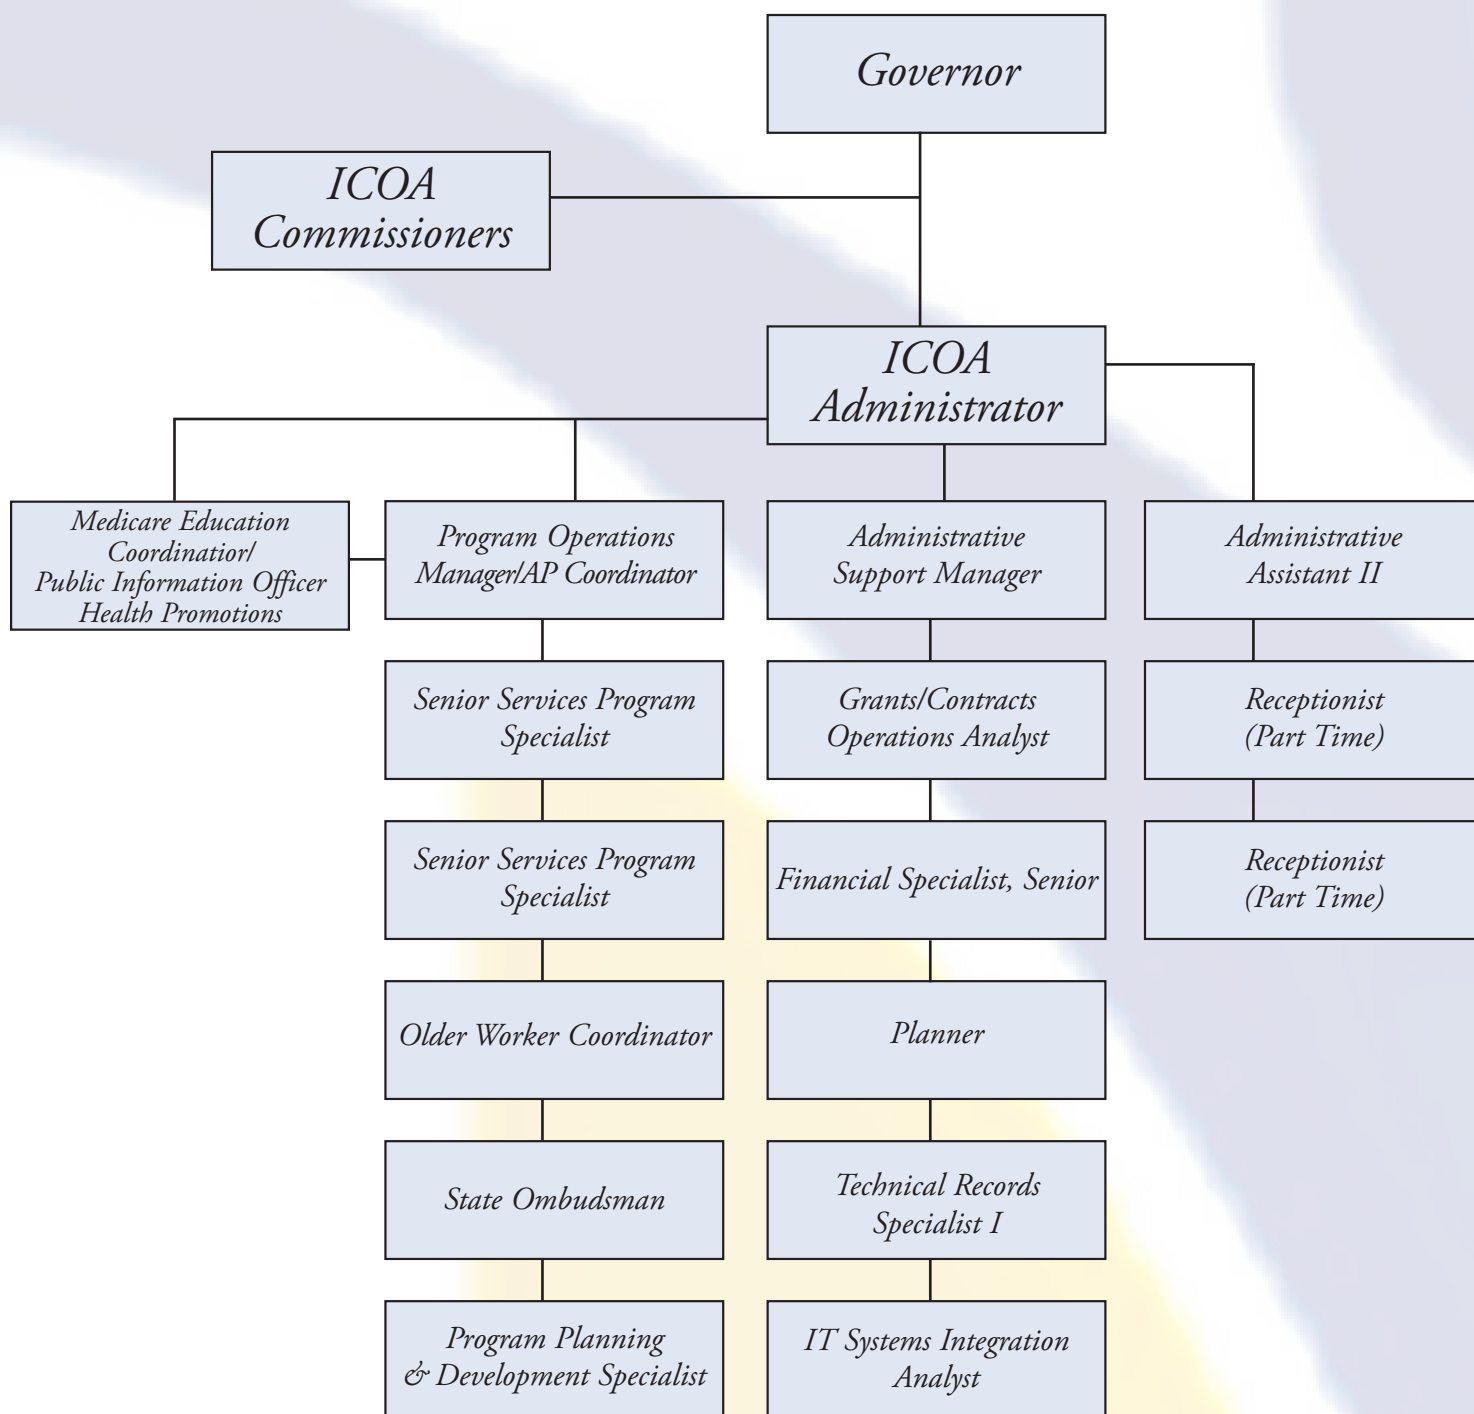 Governor
ICOA
Commissioners
ICOA
Administrator
Medicare Education
Coordinatior/
Public Information Officer
Health Promotions
Program Operations
Manager/AP Coordinator
Administrative
Support Manager
Administrative
Assistant II
Senior Services Program
Specialist
Grants/Contracts
Operations Analyst
Receptionist
(Part Time)
Senior Services Program
Specialist
Financial Specialist, Senior
Receptionist
(Part Time)
Older Worker Coordinator
Planner
State Ombudsman
Technical Records
Specialist I
Program Planning
& Development Specialist
IT Systems Integration
Analyst